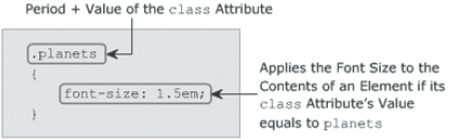 Period + Value of the class Attribute
.planets
{
font-size: 1.5em;
}
Applies the Font Size to the
Contents of an Element if its
class Attribute's Value
equals to planets